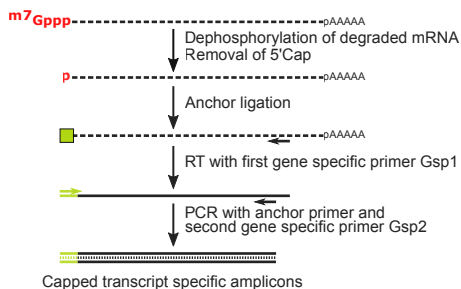 m7Gppp pAAAAA
Dephosphorylation of degraded mRNA
Removal of 5'Cap
p pAAAAA
Anchor ligation
pAAAAA
RT with first gene specific primer Gsp1
PCR with anchor primer and
second gene specific primer Gsp2
Capped transcript specific amplicons